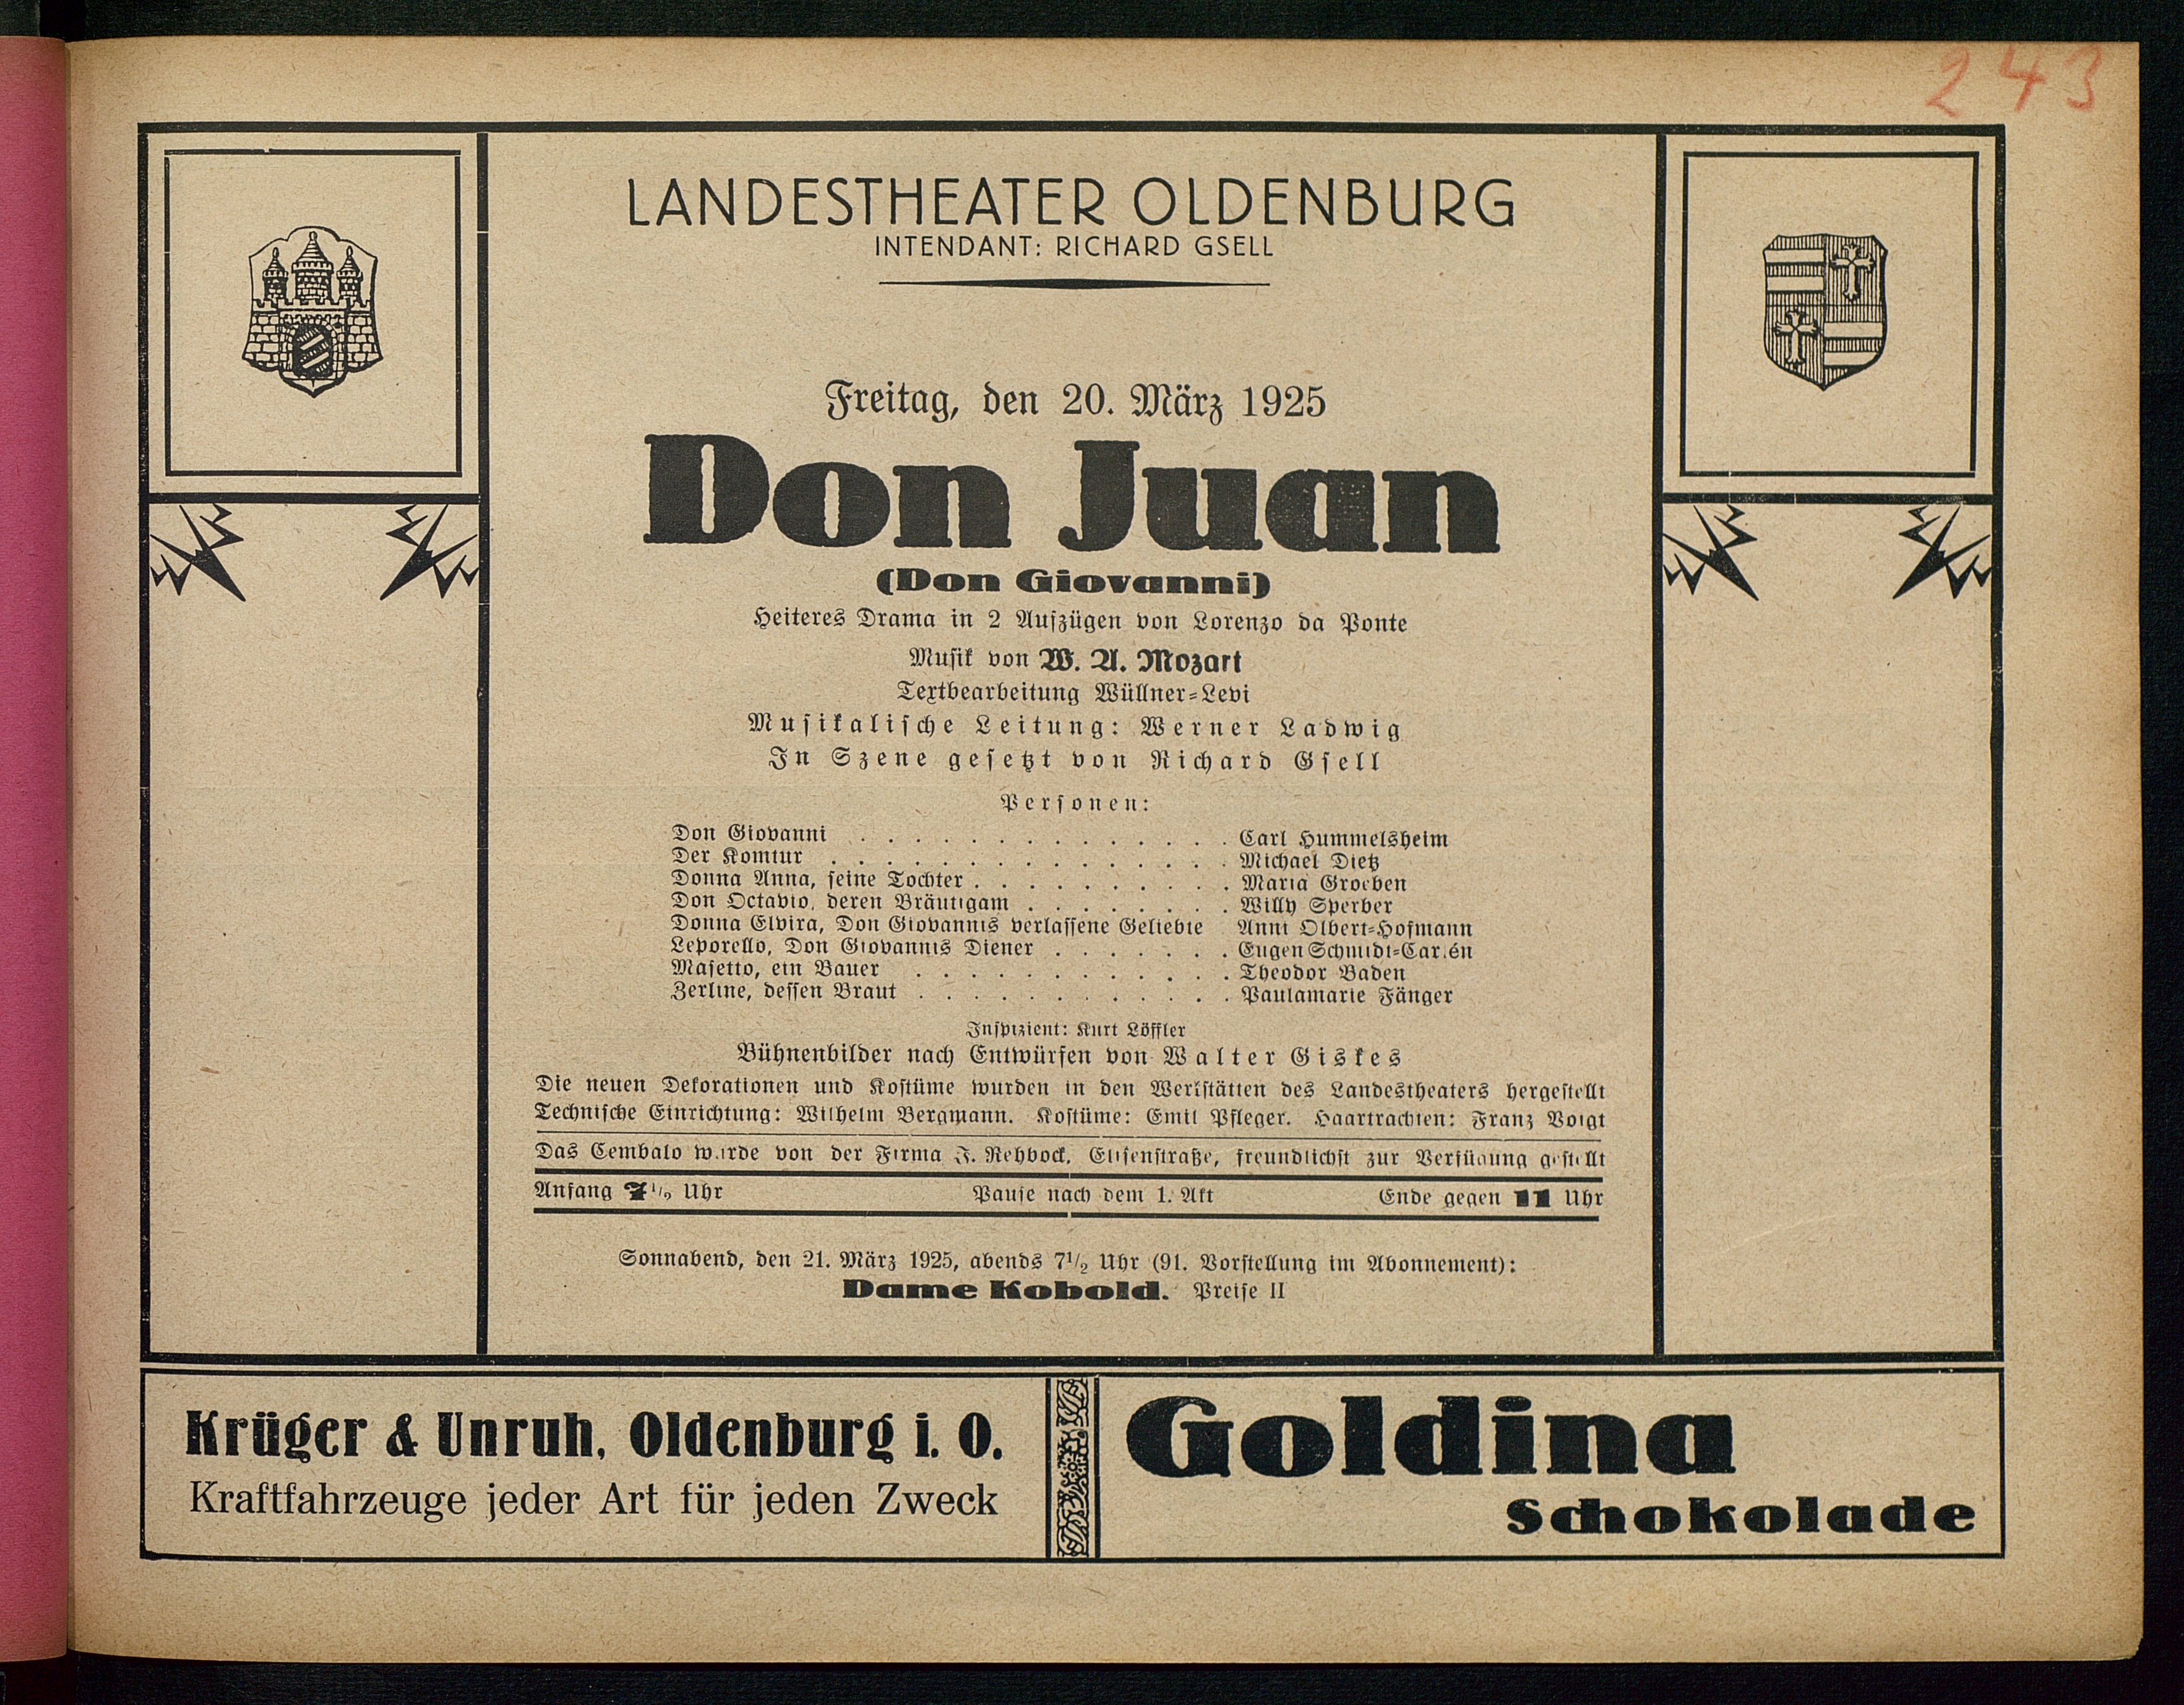 243
LANDESTHEATER OLDENBURG
INTENDANT: RICHARD GSELL
Freitag, den 20. März 1925
Don Juan
(Don Giovanni)
Heiteres Drama in 2 Aufzügen von Lorenzo da Ponte
Musik von W. A. Mozart
Textbearbeitung Wüllner-Levi
Musikalische Leitung: Werner Ladwig
In Szene gesetzt von Richard Gsell
Personen:
Don Giovanni . . . . . . . . . . . . . . Carl Hummelsheim
Der Komtur . . . . . . . . . . . . . . . Michael Dietz
Donna Anna, seine Tochter . . . . . . . . . . Maria Groeben
Don Octavio, deren Bräutigam . . . . . . . . Willy Sperber
Donna Elvira, Don Giovannis verlassene Geliebte Anni Olbert-Hofmann
Leporello, Don Giovannis Diener . . . . . . . Eugen Schmidt-Carlén
Masetto, ein Bauer . . . . . . . . . . . . Theodor Baden
Zerline, dessen Braut . . . . . . . . . . . . Paulamarie Fänger
Inspizient: Kurt Löffler
Bühnenbilder nach Entwürfen von Walter Giskes
Die neuen Dekorationen und Kostüme wurden in den Werkstätten des Landestheaters hergestellt
Technische Einrichtung: Wilhelm Bergmann. Kostüme: Emil Pfleger. Haartrachten: Franz Voigt
Das Cembalo wurde von der Firma J. Rehbock, Elisenstraße, freundlichst zur Verfügung gestellt
Anfang 7½ Uhr Pause nach dem 1. Akt Ende gegen 11 Uhr
Sonnabend, den 21. März 1925, abends 7½ Uhr (91. Vorstellung im Abonnement):
Dame Kobold. Preise II
Krüger & Unruh, Oldenburg i. O.
Kraftfahrzeuge jeder Art für jeden Zweck
Goldina
Schokolade